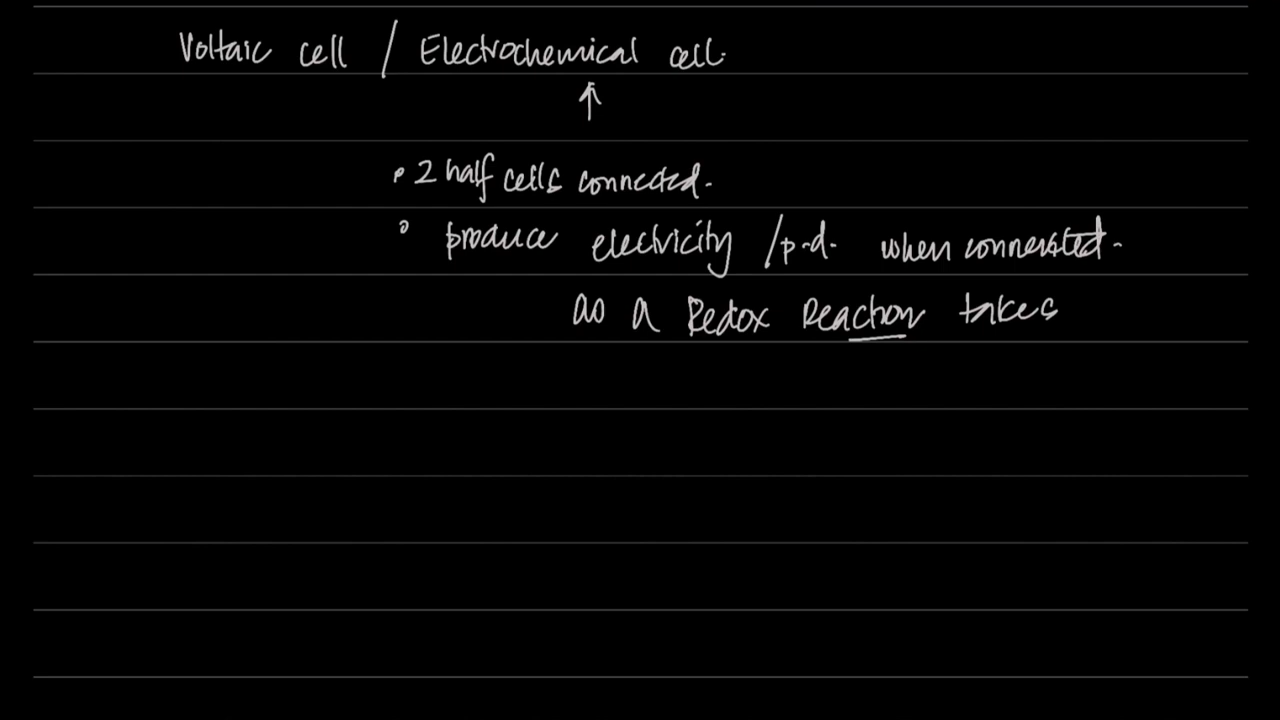 Voltaic cell / Electrochemical cell.
↑
• 2 half cells connected.
• produce electricity /p.d. when connected.
as a Redox Reaction takes